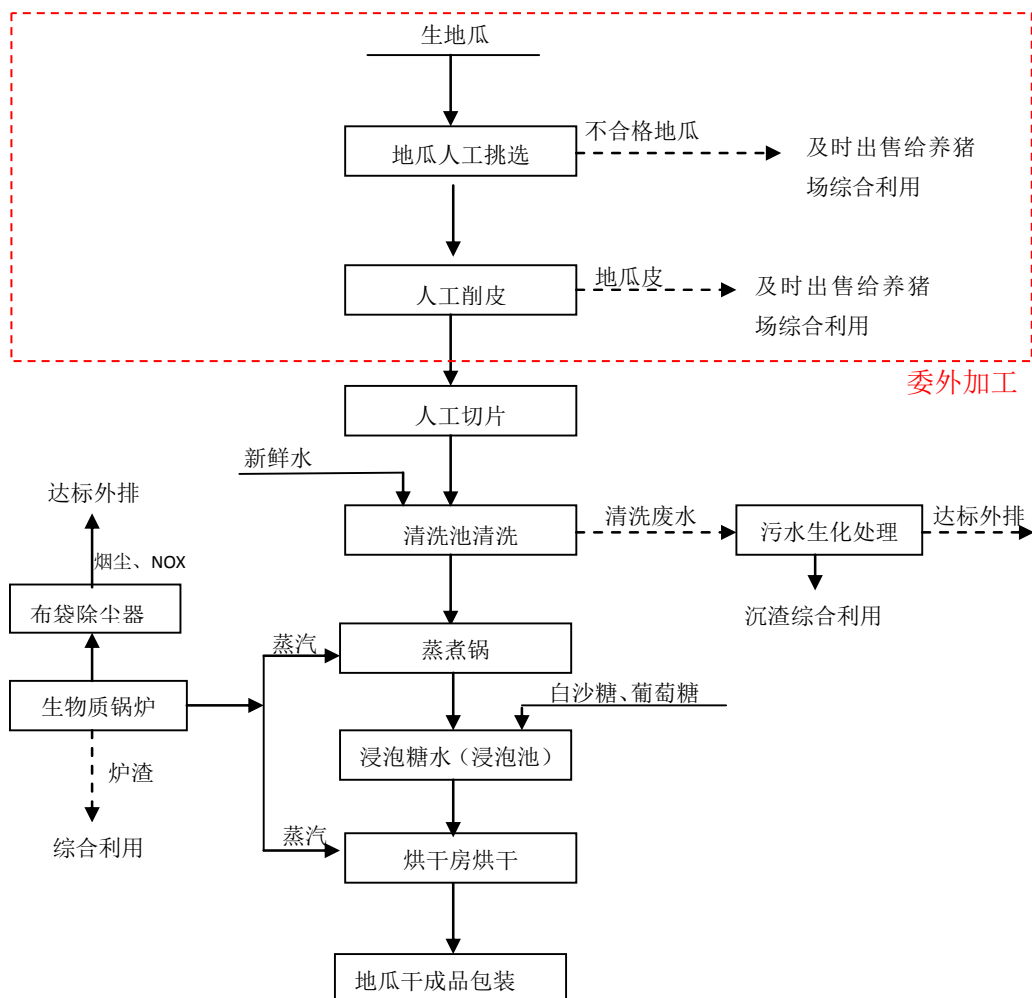 生地瓜
不合格地瓜
地瓜人工挑选
及时出售给养猪
场综合利用
地瓜皮
人工削皮
及时出售给养猪
场综合利用
委外加工
人工切片
新鲜水
达标外排
清洗池清洗
清洗废水
污水生化处理
达标外排
烟尘、NOX
布袋除尘器
沉渣综合利用
蒸汽
蒸煮锅
生物质锅炉
白沙糖、葡萄糖
浸泡糖水（浸泡池）
炉渣
蒸汽
综合利用
烘干房烘干
地瓜干成品包装